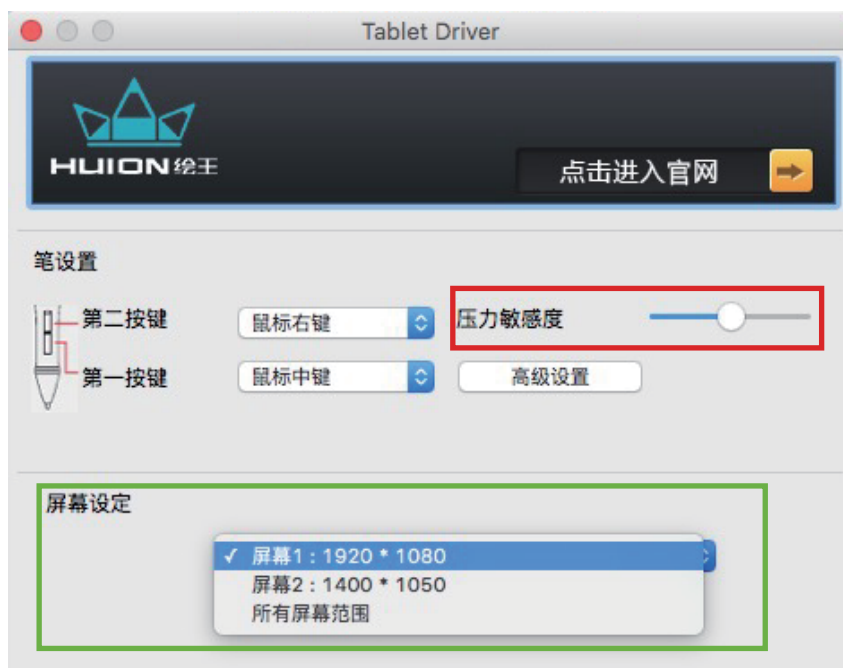 Tablet Driver
HUION绘王
点击进入官网
笔设置
第二按键 鼠标右键 压力敏感度
第一按键 鼠标中键 高级设置
屏幕设定
✓ 屏幕1：1920 * 1080
屏幕2：1400 * 1050
所有屏幕范围